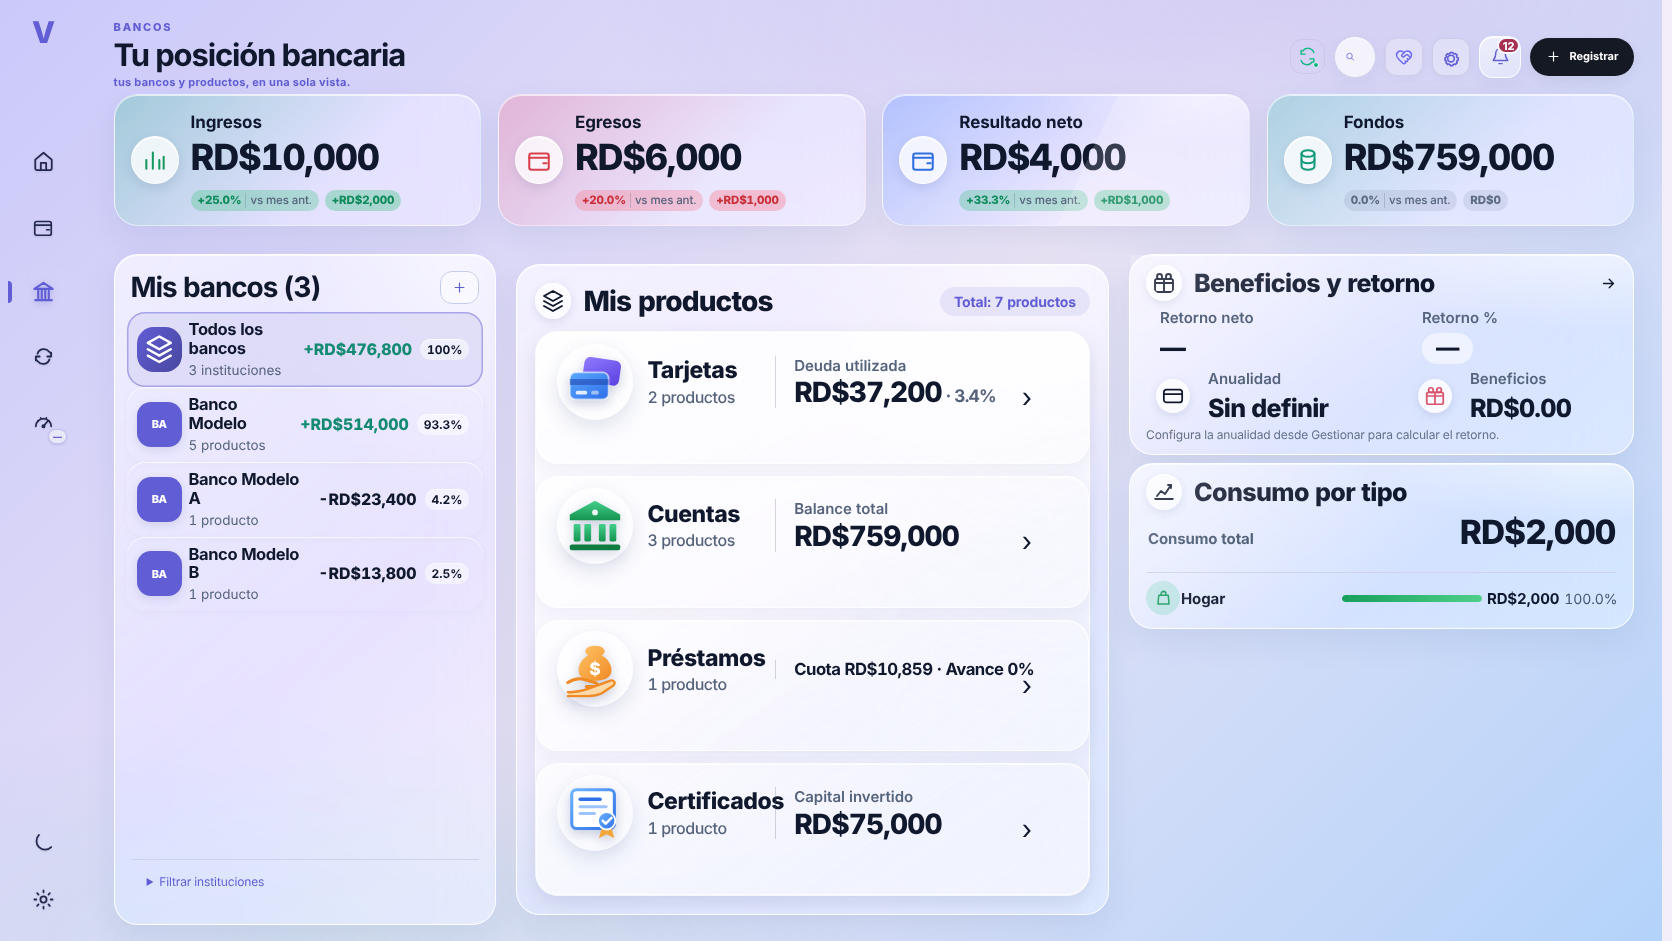 V
BANCOS
Tu posición bancaria
tus bancos y productos, en una sola vista.
12
Registrar
Ingresos
RD$10,000
+25.0% vs mes ant. +RD$2,000
Egresos
RD$6,000
+20.0% vs mes ant. +RD$1,000
Resultado neto
RD$4,000
+33.3% vs mes ant. +RD$1,000
Fondos
RD$759,000
0.0% vs mes ant. RD$0
Mis bancos (3)
Todos los
bancos
3 instituciones
+RD$476,800 100%
BA
Banco
Modelo
5 productos
+RD$514,000 93.3%
BA
Banco Modelo
A
1 producto
-RD$23,400 4.2%
BA
Banco Modelo
B
1 producto
-RD$13,800 2.5%
Filtrar instituciones
Mis productos
Total: 7 productos
Tarjetas
2 productos
Deuda utilizada
RD$37,200 · 3.4%
Cuentas
3 productos
Balance total
RD$759,000
$
Préstamos
1 producto
Cuota RD$10,859 · Avance 0%
Certificados
1 producto
Capital invertido
RD$75,000
Beneficios y retorno
Retorno neto
—
Retorno %
—
Anualidad
Sin definir
Beneficios
RD$0.00
Configura la anualidad desde Gestionar para calcular el retorno.
Consumo por tipo
Consumo total
RD$2,000
Hogar
RD$2,000 100.0%